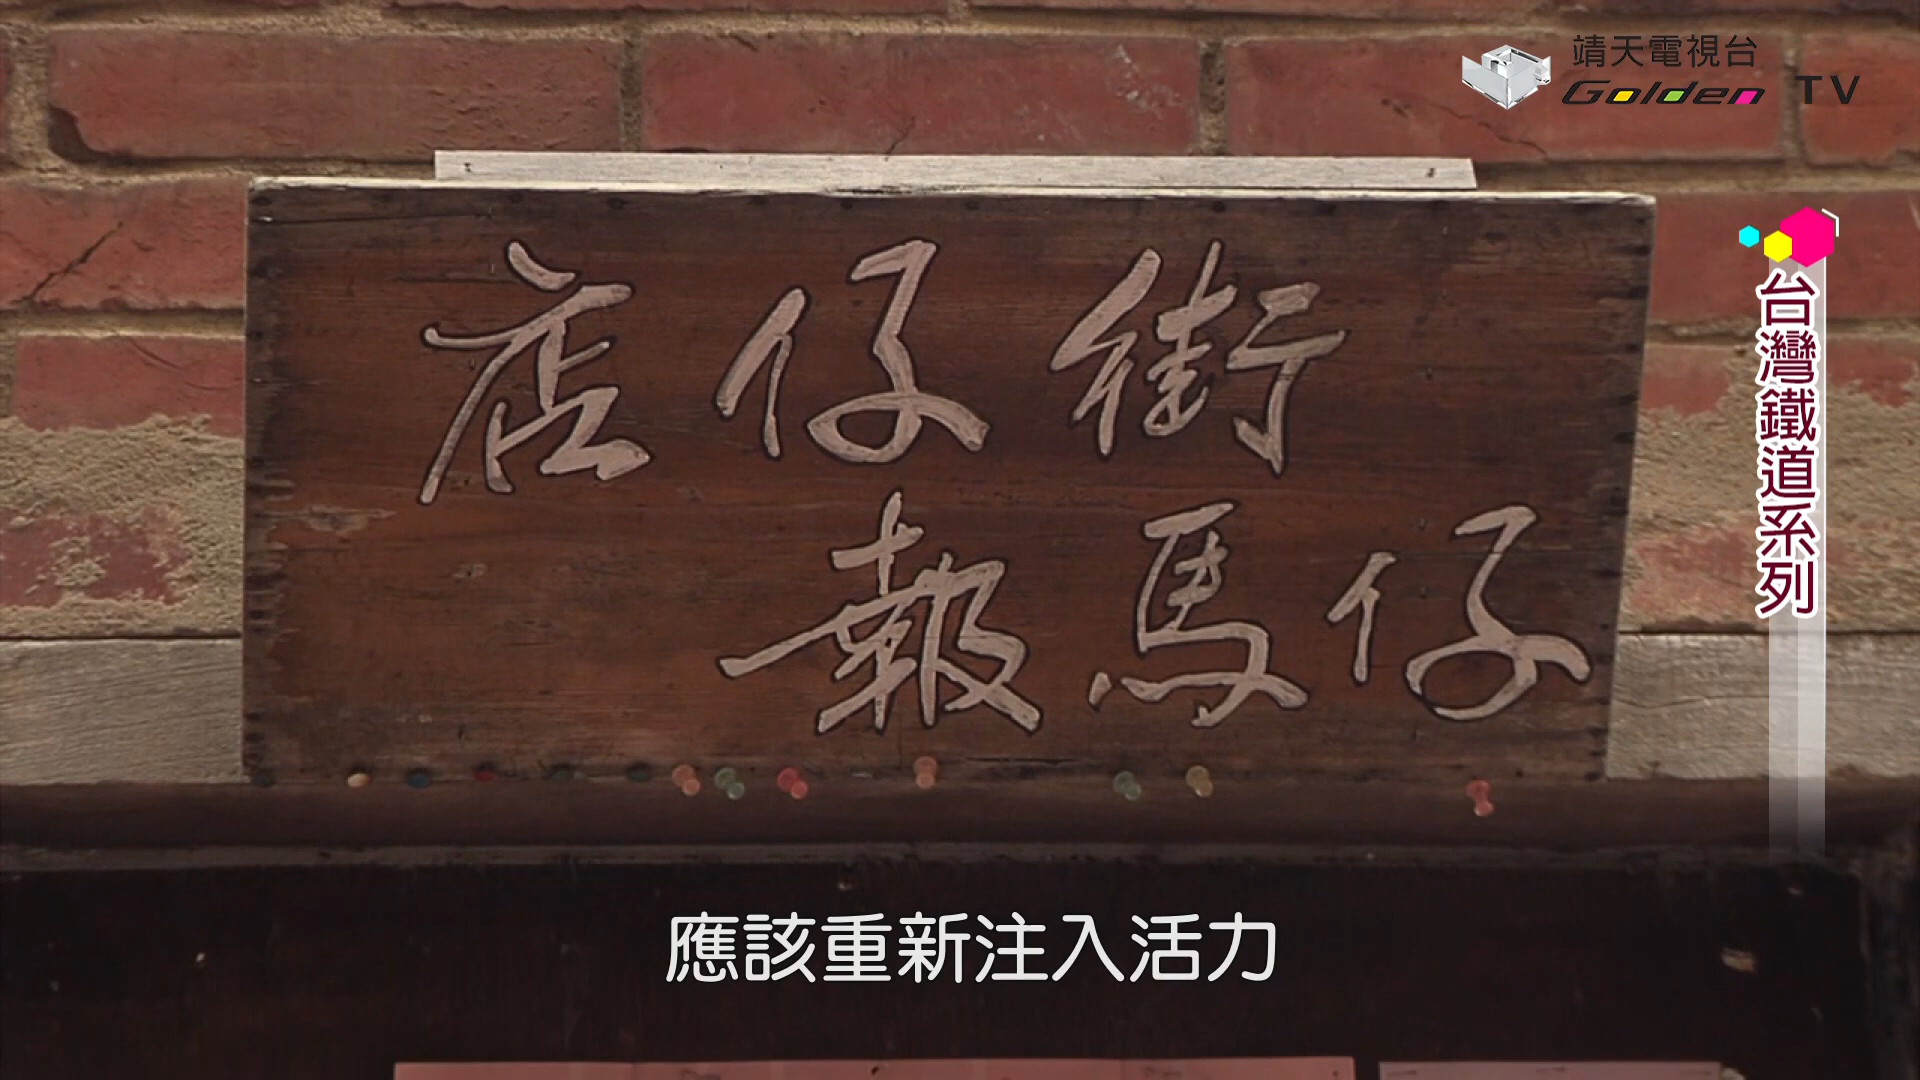 靖天電視台
Golden TV
店仔街
報馬仔
台灣鐵道系列
應該重新注入活力